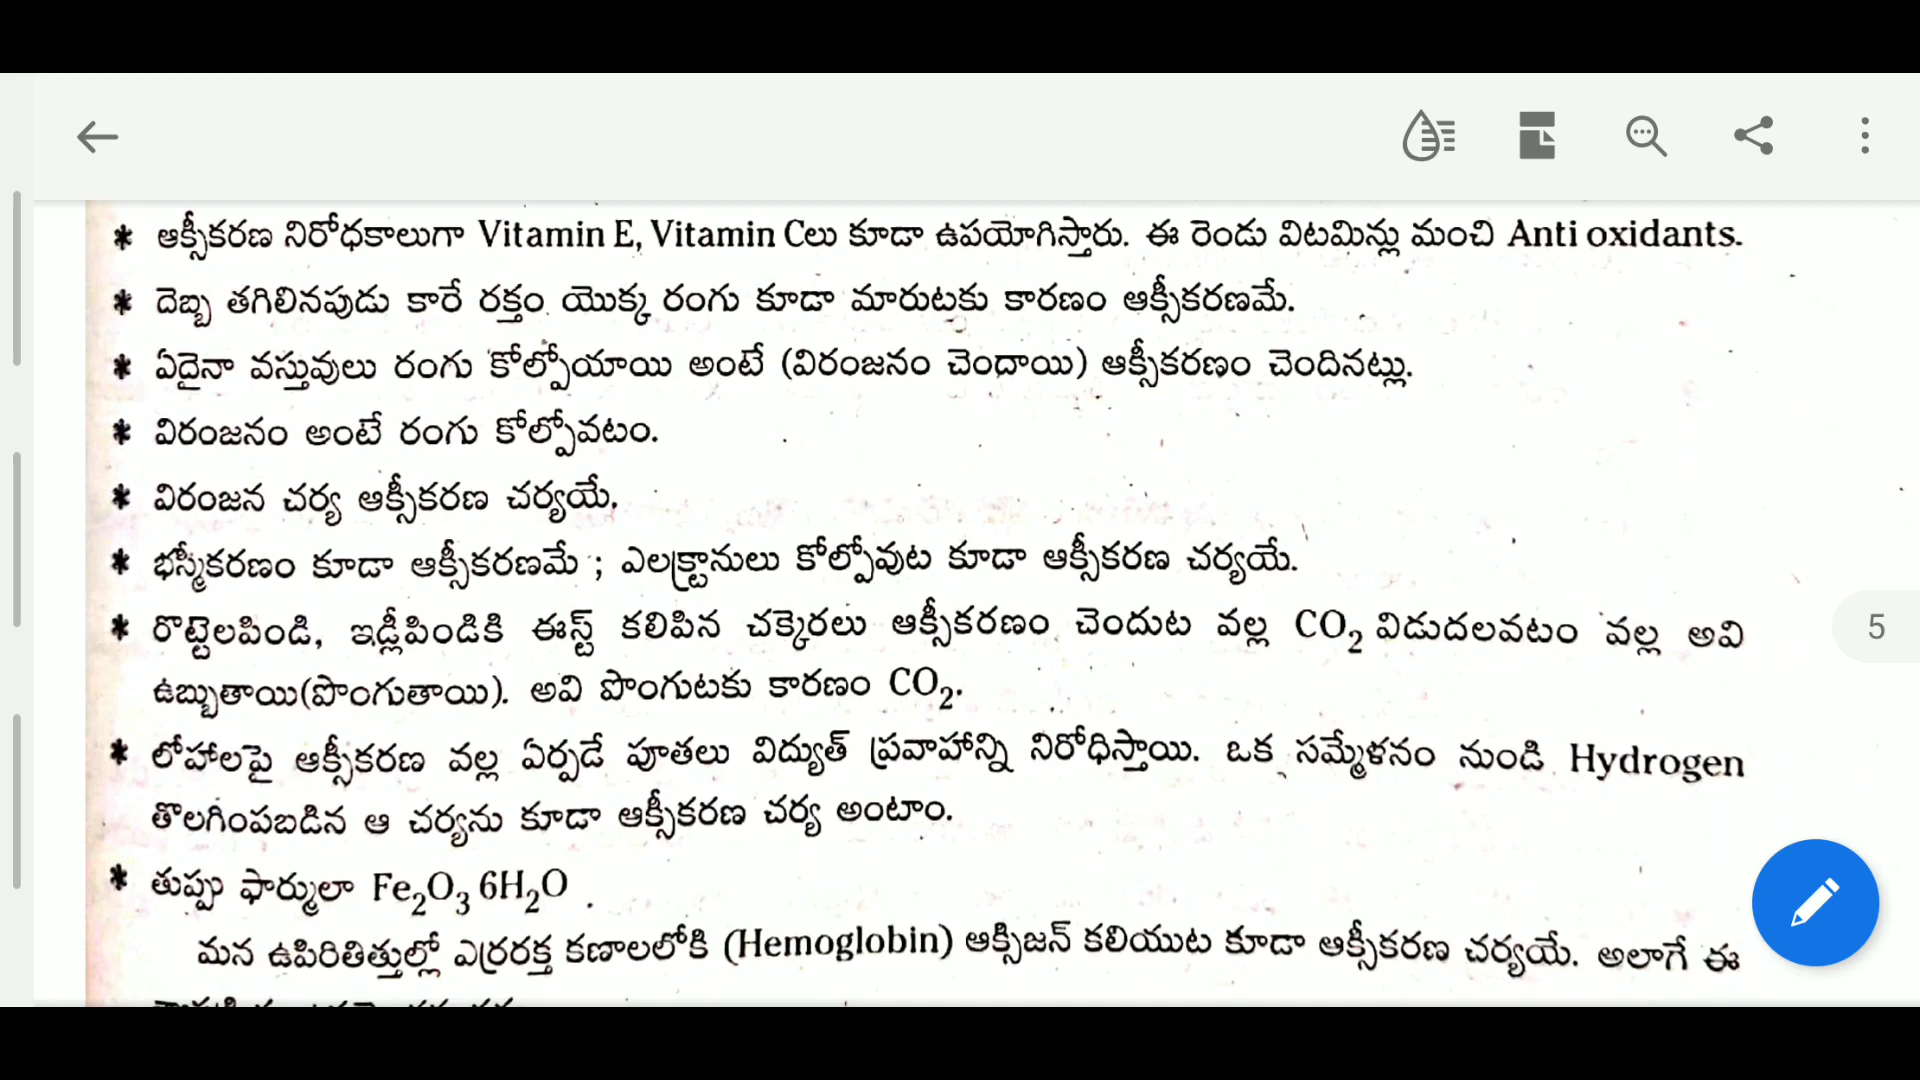 * ఆక్సీకరణ నిరోధకాలుగా Vitamin E, Vitamin Cలు కూడా ఉపయోగిస్తారు. ఈ రెండు విటమిన్లు మంచి Anti oxidants.
* దెబ్బ తగిలినపుడు కారే రక్తం యొక్క రంగు కూడా మారుటకు కారణం ఆక్సీకరణమే.
* ఏదైనా వస్తువులు రంగు కోల్పోయాయి అంటే (విరంజనం చెందాయి) ఆక్సీకరణం చెందినట్లు.
* విరంజనం అంటే రంగు కోల్పోవటం.
* విరంజన చర్య ఆక్సీకరణ చర్యయే.
* భస్మీకరణం కూడా ఆక్సీకరణమే ; ఎలక్ట్రానులు కోల్పోవుట కూడా ఆక్సీకరణ చర్యయే.
* రొట్టెలపిండి, ఇడ్లీపిండికి ఈస్ట్ కలిపిన చక్కెరలు ఆక్సీకరణం చెందుట వల్ల CO₂ విడుదలవటం వల్ల అవి
ఉబ్బుతాయి(పొంగుతాయి). అవి పొంగుటకు కారణం CO₂.
5
* లోహాలపై ఆక్సీకరణ వల్ల ఏర్పడే పూతలు విద్యుత్ ప్రవాహాన్ని నిరోధిస్తాయి. ఒక సమ్మేళనం నుండి Hydrogen
తొలగింపబడిన ఆ చర్యను కూడా ఆక్సీకరణ చర్య అంటాం.
* తుప్పు ఫార్ములా Fe₂O₃ 6H₂O .
మన ఉపిరితిత్తుల్లో ఎర్రరక్త కణాలలోకి (Hemoglobin) ఆక్సిజన్ కలియుట కూడా ఆక్సీకరణ చర్యయే. అలాగే ఈ